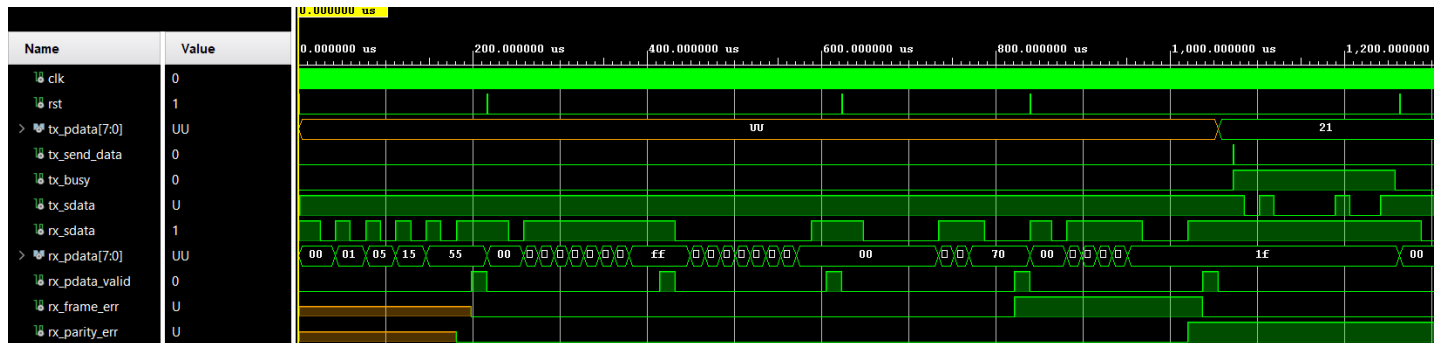 0.000000 us
Name Value 0.000000 us 200.000000 us 400.000000 us 600.000000 us 800.000000 us 1,000.000000 us 1,200.000000
clk 0
rst 1
tx_pdata[7:0] UU UU 21
tx_send_data 0
tx_busy 0
tx_sdata U
rx_sdata 1
rx_pdata[7:0] UU 00 01 05 15 55 00 ff 00 70 00 1f 00
rx_pdata_valid 0
rx_frame_err U
rx_parity_err U